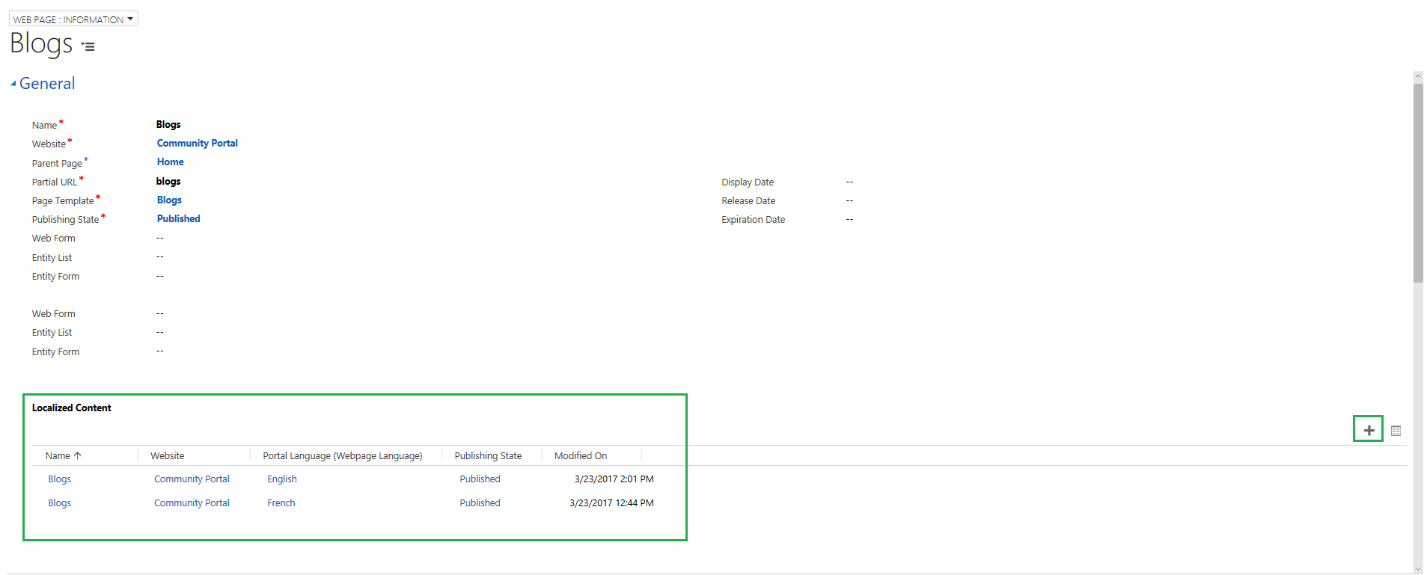 WEB PAGE : INFORMATION
Blogs
General
Name* Blogs
Website* Community Portal
Parent Page+ Home
Partial URL* blogs Display Date --
Page Template* Blogs Release Date --
Publishing State* Published Expiration Date --
Web Form --
Entity List --
Entity Form --
Web Form --
Entity List --
Entity Form --
Localized Content
Name ↑ Website Portal Language (Webpage Language) Publishing State Modified On
Blogs Community Portal English Published 3/23/2017 2:01 PM
Blogs Community Portal French Published 3/23/2017 12:44 PM